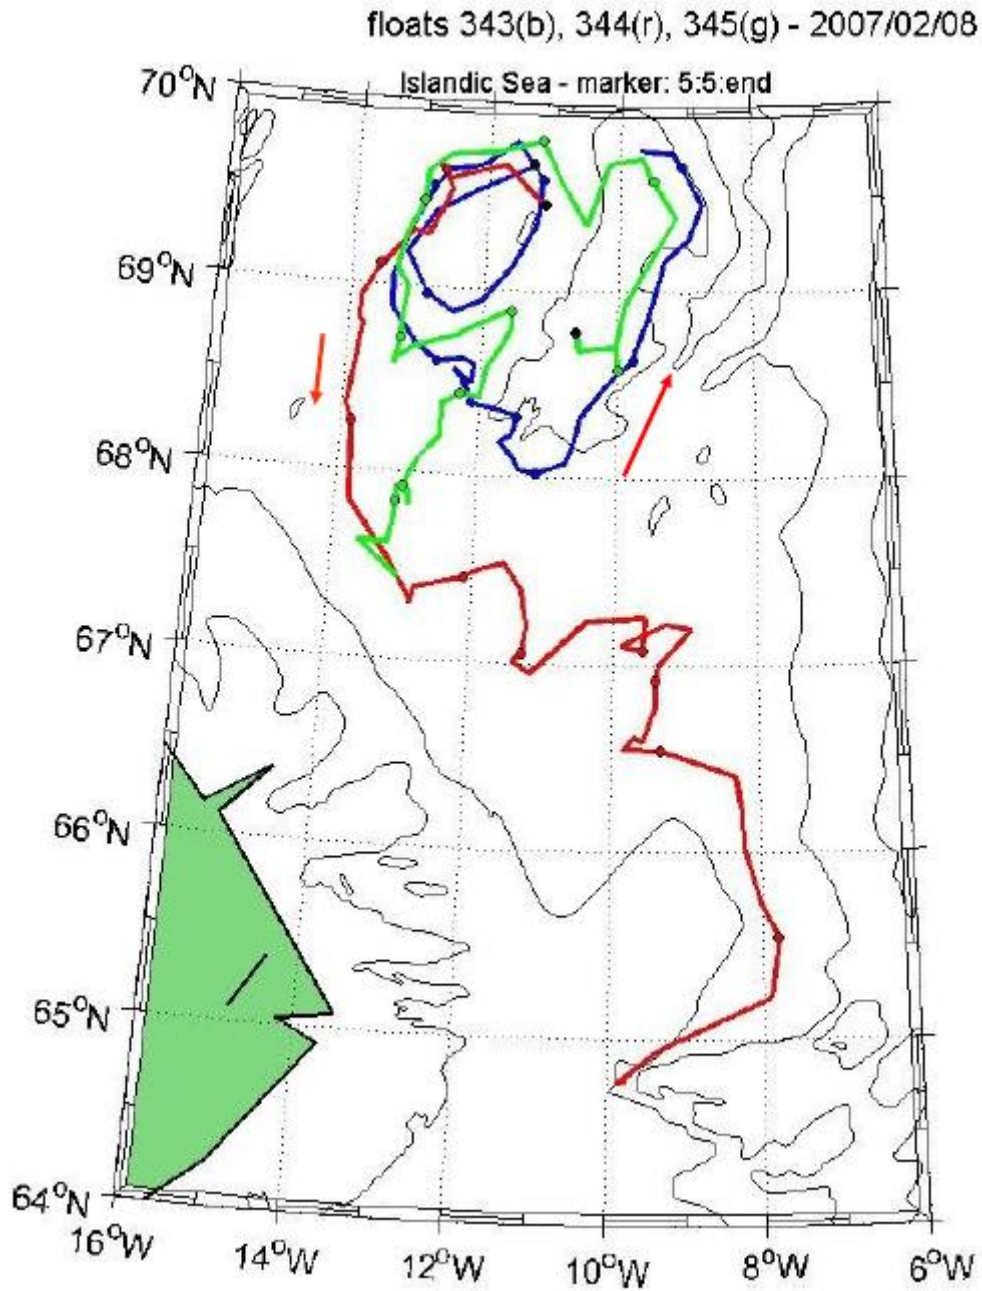 floats 343(b), 344(r), 345(g) - 2007/02/08
Islandic Sea - marker: 5:5:end
70°N
69°N
68°N
67°N
66°N
65°N
64°N
16°W 14°W 12°W 10°W 8°W 6°W